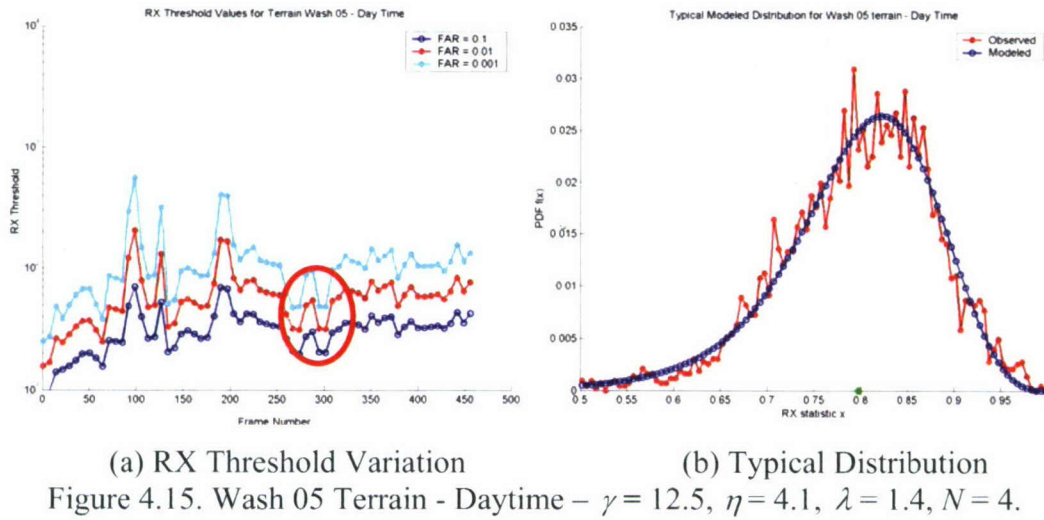 RX Threshold Values for Terrain Wash 05 - Day Time
FAR = 0.1
FAR = 0.01
FAR = 0.001
RX Threshold
10
0
50
100
150
200
250
300
350
400
450
500
Frame Number
Typical Modeled Distribution for Wash 05 terrain - Day Time
Observed
Modeled
PDF f(x)
0.035
0.03
0.025
0.02
0.015
0.01
0.005
0
0.5
0.55
0.6
0.65
0.7
0.75
0.8
0.85
0.9
0.95
RX statistic x
(a) RX Threshold Variation
(b) Typical Distribution
Figure 4.15. Wash 05 Terrain - Daytime – γ = 12.5, η = 4.1, λ = 1.4, N = 4.